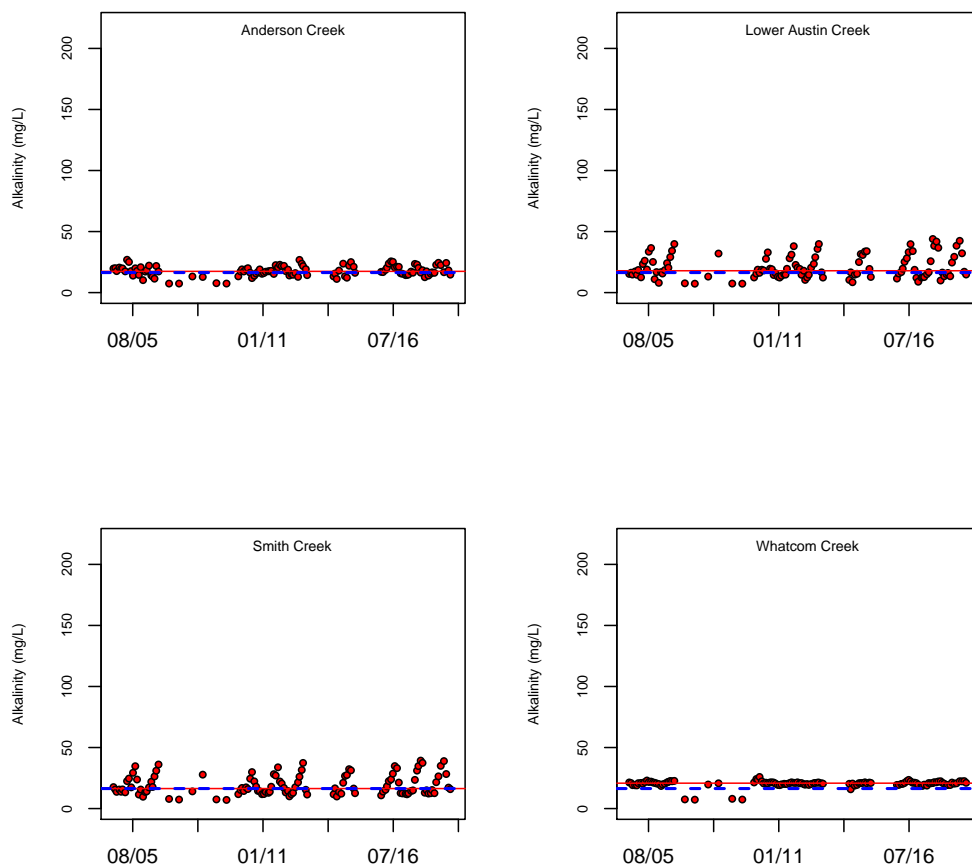 Anderson Creek
Alkalinity (mg/L)
200
150
100
50
0
08/05 01/11 07/16
Lower Austin Creek
Alkalinity (mg/L)
200
150
100
50
0
08/05 01/11 07/16
Smith Creek
Alkalinity (mg/L)
200
150
100
50
0
08/05 01/11 07/16
Whatcom Creek
Alkalinity (mg/L)
200
150
100
50
0
08/05 01/11 07/16